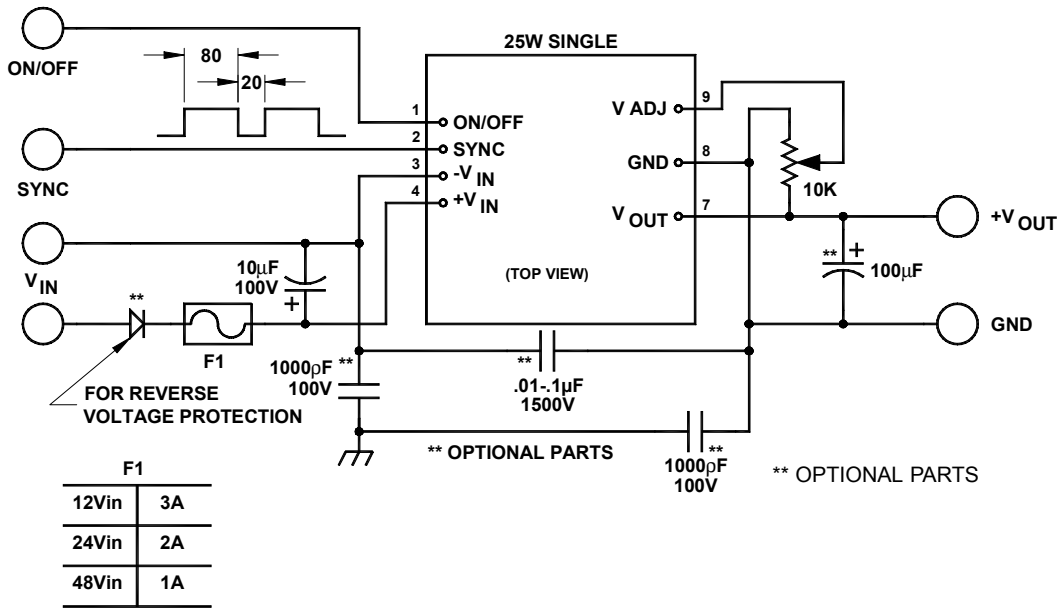 ON/OFF
80
20
SYNC
V IN
10µF
100V
+
**
F1
FOR REVERSE
VOLTAGE PROTECTION
25W SINGLE
1
ON/OFF
2
SYNC
3
-V IN
4
+V IN
(TOP VIEW)
V ADJ
9
GND
8
V OUT
7
10K
**
+
100µF
+V OUT
GND
1000ρF **
100V
**
.01-.1µF
1500V
** OPTIONAL PARTS
**
1000ρF
100V
** OPTIONAL PARTS
F1
12Vin 3A
24Vin 2A
48Vin 1A